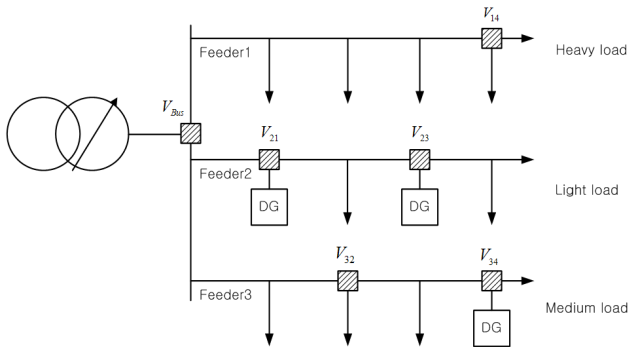 V14
Feeder1
Heavy load
VBus
V21
V23
Feeder2
DG
DG
Light load
V32
V34
Feeder3
Medium load
DG